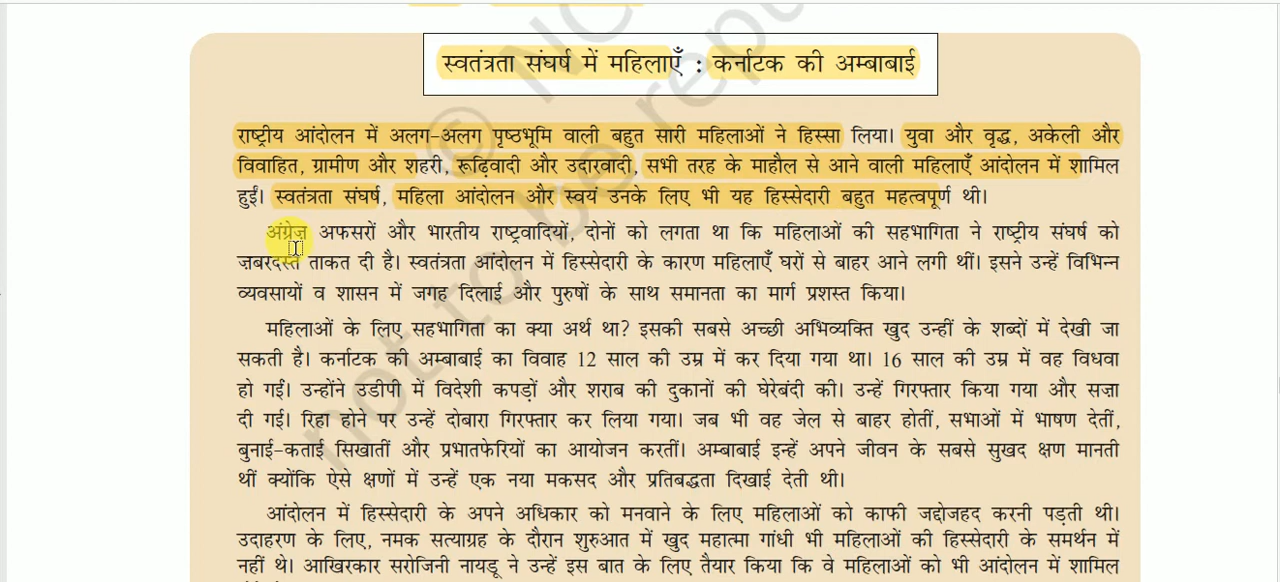 स्वतंत्रता संघर्ष में महिलाएँ : कर्नाटक की अम्बाबाई
राष्ट्रीय आंदोलन में अलग-अलग पृष्ठभूमि वाली बहुत सारी महिलाओं ने हिस्सा लिया। युवा और वृद्ध, अकेली और
विवाहित, ग्रामीण और शहरी, रूढ़िवादी और उदारवादी, सभी तरह के माहौल से आने वाली महिलाएँ आंदोलन में शामिल
हुईं। स्वतंत्रता संघर्ष, महिला आंदोलन और स्वयं उनके लिए भी यह हिस्सेदारी बहुत महत्वपूर्ण थी।
अंग्रेज़ अफसरों और भारतीय राष्ट्रवादियों, दोनों को लगता था कि महिलाओं की सहभागिता ने राष्ट्रीय संघर्ष को
ज़बरदस्त ताकत दी है। स्वतंत्रता आंदोलन में हिस्सेदारी के कारण महिलाएँ घरों से बाहर आने लगी थीं। इसने उन्हें विभिन्न
व्यवसायों व शासन में जगह दिलाई और पुरुषों के साथ समानता का मार्ग प्रशस्त किया।
महिलाओं के लिए सहभागिता का क्या अर्थ था? इसकी सबसे अच्छी अभिव्यक्ति खुद उन्हीं के शब्दों में देखी जा
सकती है। कर्नाटक की अम्बाबाई का विवाह 12 साल की उम्र में कर दिया गया था। 16 साल की उम्र में वह विधवा
हो गईं। उन्होंने उडीपी में विदेशी कपड़ों और शराब की दुकानों की घेरेबंदी की। उन्हें गिरफ्तार किया गया और सज़ा
दी गई। रिहा होने पर उन्हें दोबारा गिरफ्तार कर लिया गया। जब भी वह जेल से बाहर होतीं, सभाओं में भाषण देतीं,
बुनाई-कताई सिखातीं और प्रभातफेरियों का आयोजन करतीं। अम्बाबाई इन्हें अपने जीवन के सबसे सुखद क्षण मानती
थीं क्योंकि ऐसे क्षणों में उन्हें एक नया मकसद और प्रतिबद्धता दिखाई देती थी।
आंदोलन में हिस्सेदारी के अपने अधिकार को मनवाने के लिए महिलाओं को काफी जद्दोजहद करनी पड़ती थी।
उदाहरण के लिए, नमक सत्याग्रह के दौरान शुरुआत में खुद महात्मा गांधी भी महिलाओं की हिस्सेदारी के समर्थन में
नहीं थे। आखिरकार सरोजिनी नायडू ने उन्हें इस बात के लिए तैयार किया कि वे महिलाओं को भी आंदोलन में शामिल